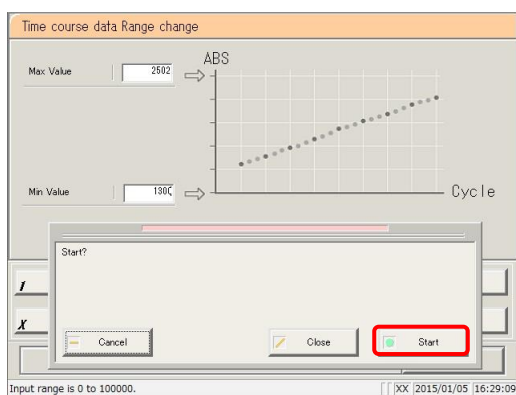 Time course data Range change
ABS
Max Value 2502
Min Value
Cycle
Start?
1
X
Cancel Close Start
Input range is 0 to 100000. XX 2015/01/05 16:29:09